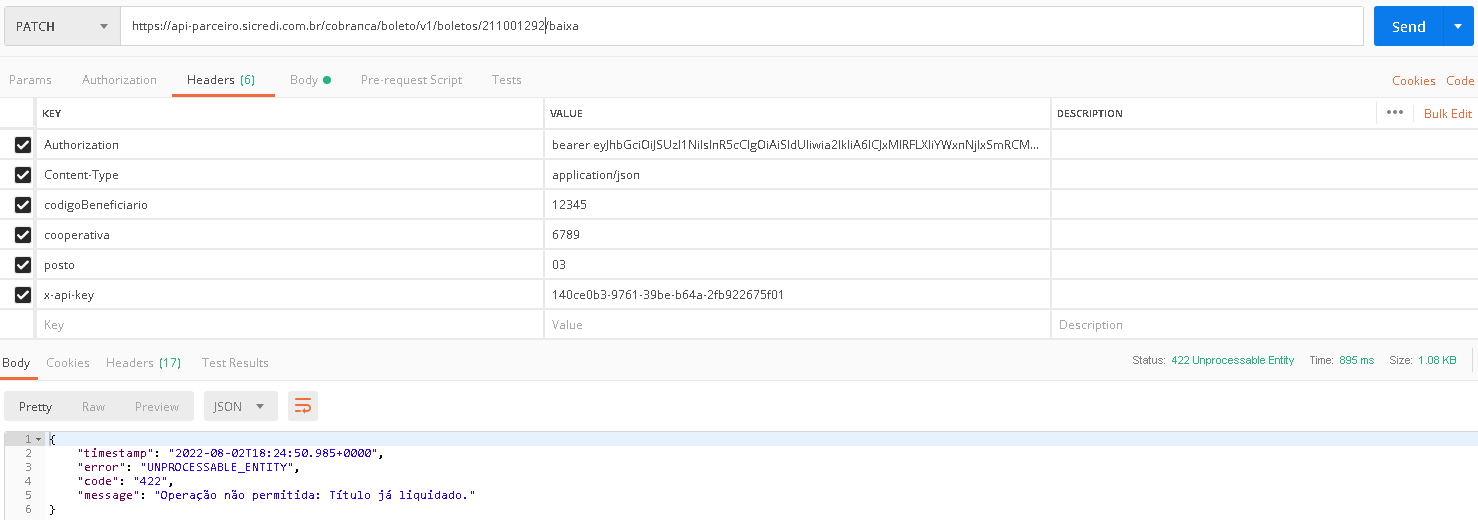 PATCH https://api-parceiro.sicredi.com.br/cobranca/boleto/v1/boletos/211001292/baixa Send
Params Authorization Headers (6) Body Pre-request Script Tests Cookies Code
KEY VALUE DESCRIPTION ••• Bulk Edit
Authorization bearer
Content-Type application/json
codigoBeneficiario 12345
cooperativa 6789
posto 03
x-api-key 140ce0b3-9761-39be-b64a-2fb922675f01
Key Value Description
Body Cookies Headers (17) Test Results Status: 422 Unprocessable Entity Time: 895 ms Size: 1.08 KB
Pretty Raw Preview JSON
1 {
2 "timestamp": "2022-08-02T18:24:50.985+0000",
3 "error": "UNPROCESSABLE_ENTITY",
4 "code": "422",
5 "message": "Operação não permitida: Título já liquidado."
6 }